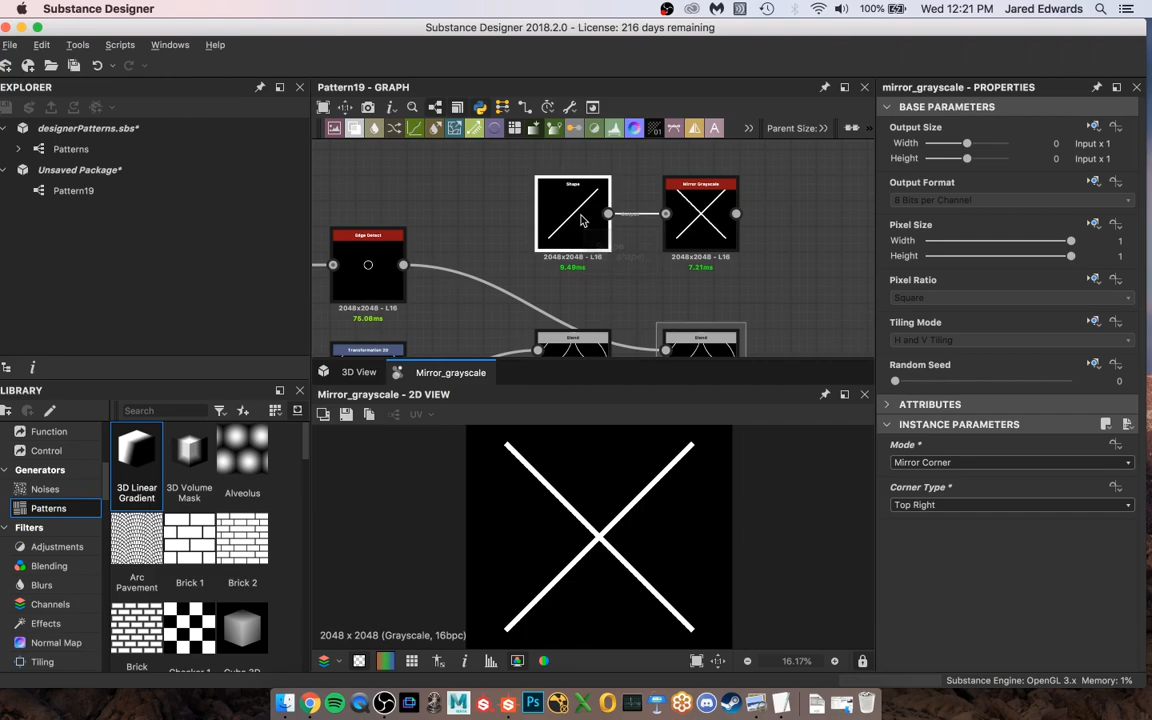 Substance Designer
100%
Wed 12:21 PM
Jared Edwards
Substance Designer 2018.2.0 - License: 216 days remaining
File
Edit
Tools
Scripts
Windows
Help
EXPLORER
designerPatterns.sbs*
Patterns
Unsaved Package*
Pattern19
Pattern19 - GRAPH
Parent Size:
Shape
2048x2048 - L16
9.49ms
Mirror Grayscale
2048x2048 - L16
7.21ms
Edge Detect
2048x2048 - L16
75.08ms
Transformation 2D
Blend
Blend
3D View
Mirror_grayscale
Mirror_grayscale - 2D VIEW
UV
2048 x 2048 (Grayscale, 16bpc)
16.17%
LIBRARY
Search
Function
Control
Generators
Noises
Patterns
Filters
Adjustments
Blending
Blurs
Channels
Effects
Normal Map
Tiling
3D Linear
Gradient
3D Volume
Mask
Alveolus
Arc
Pavement
Brick 1
Brick 2
Brick
mirror_grayscale - PROPERTIES
BASE PARAMETERS
Output Size
Width 0 Input x 1
Height 0 Input x 1
Output Format
8 Bits per Channel
Pixel Size
Width 1
Height 1
Pixel Ratio
Square
Tiling Mode
H and V Tiling
Random Seed
0
ATTRIBUTES
INSTANCE PARAMETERS
Mode *
Mirror Corner
Corner Type *
Top Right
Substance Engine: OpenGL 3.x Memory: 1%